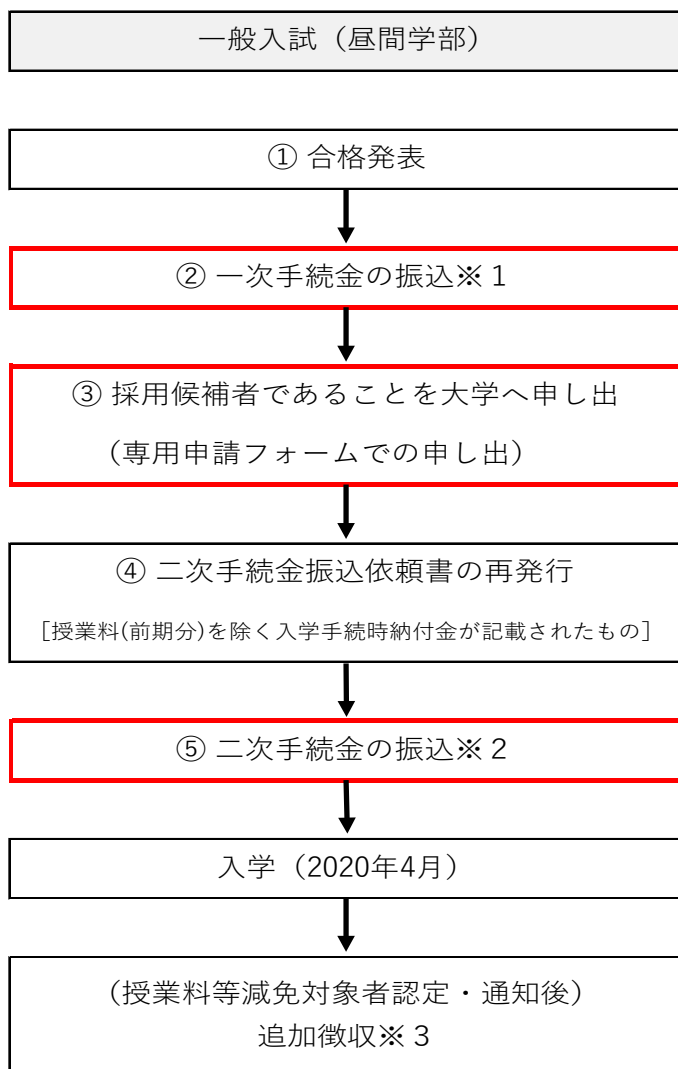 一般入試（昼間学部）
① 合格発表
② 一次手続金の振込※１
③ 採用候補者であることを大学へ申し出
（専用申請フォームでの申し出）
④ 二次手続金振込依頼書の再発行
［授業料(前期分)を除く入学手続時納付金が記載されたもの］
⑤ 二次手続金の振込※２
入学（2020年4月）
（授業料等減免対象者認定・通知後）
追加徴収※３